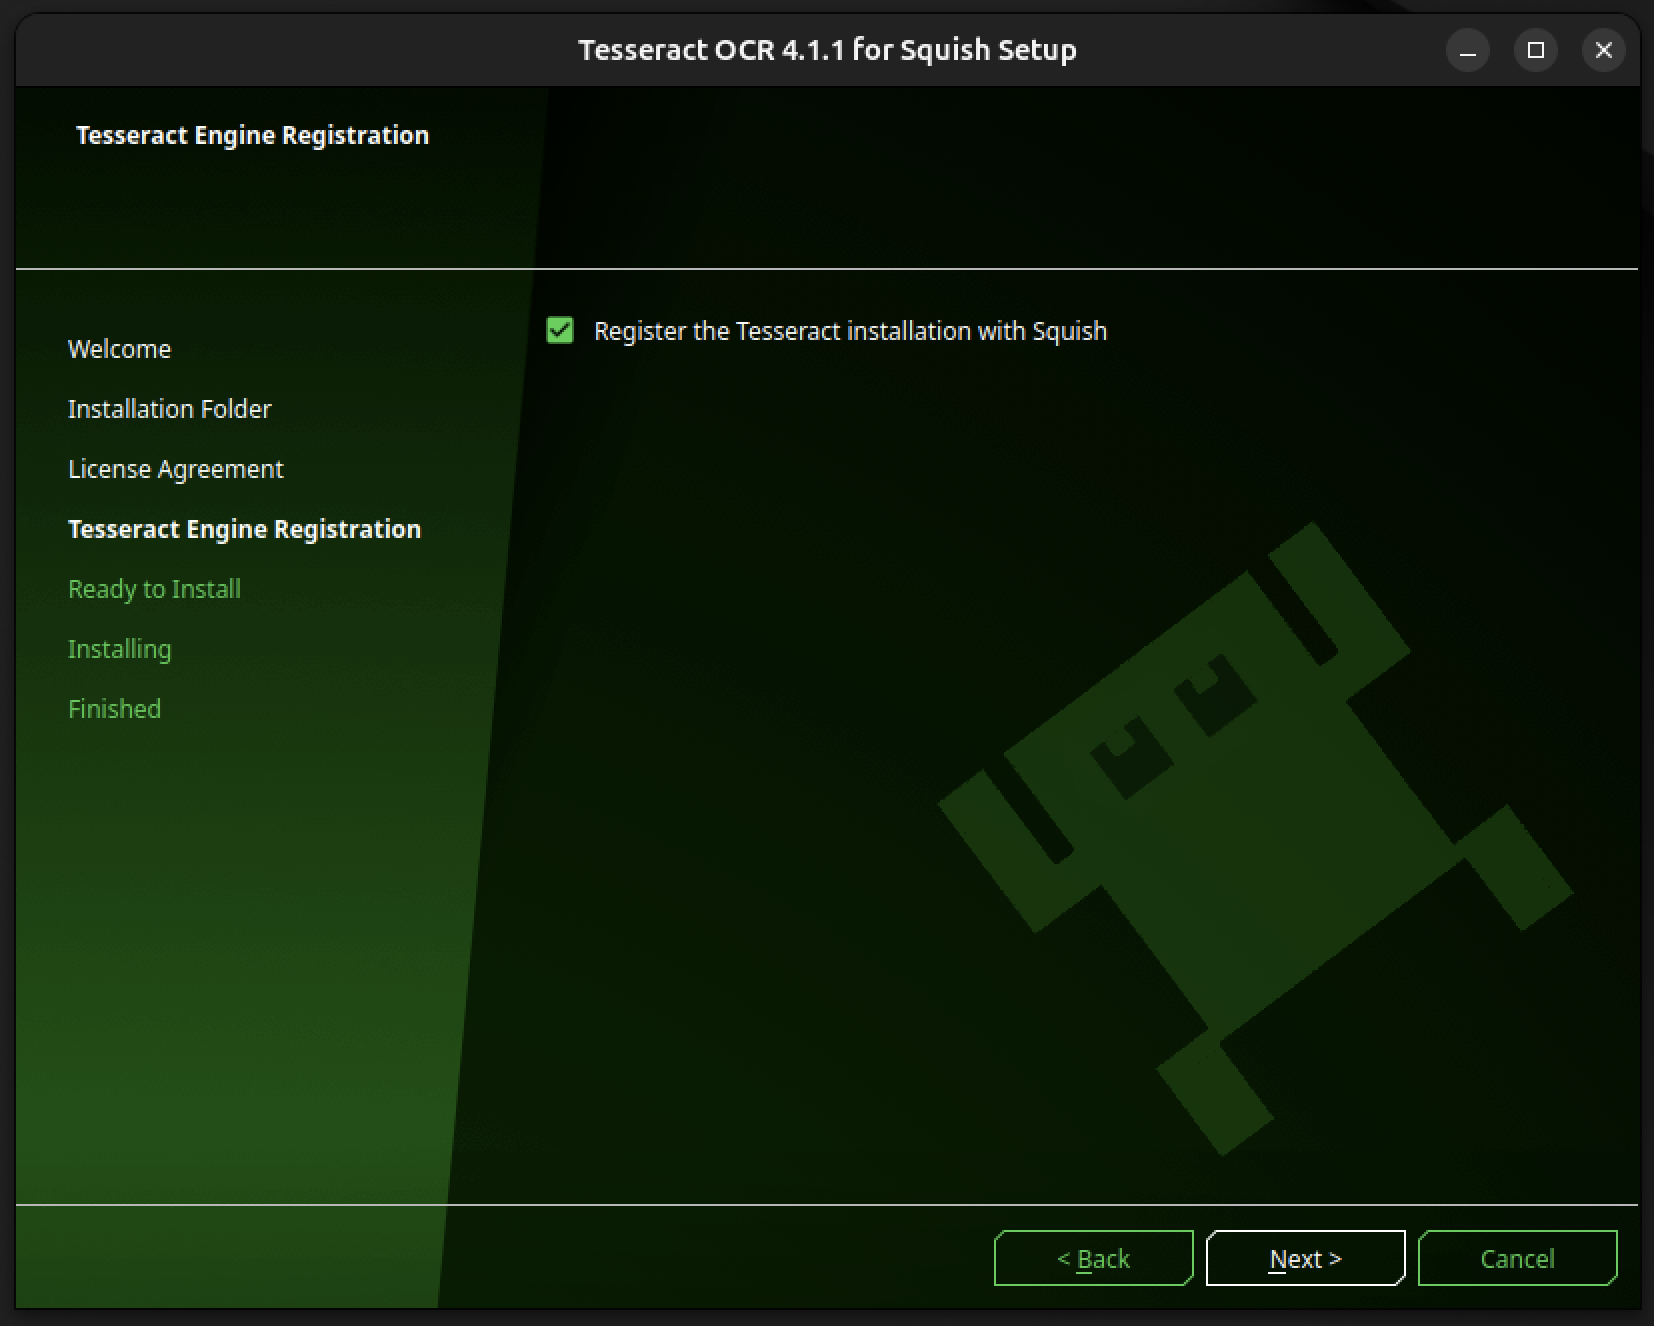 Tesseract OCR 4.1.1 for Squish Setup
Tesseract Engine Registration
Register the Tesseract installation with Squish
Welcome
Installation Folder
License Agreement
Tesseract Engine Registration
Ready to Install
Installing
Finished
< Back
Next >
Cancel